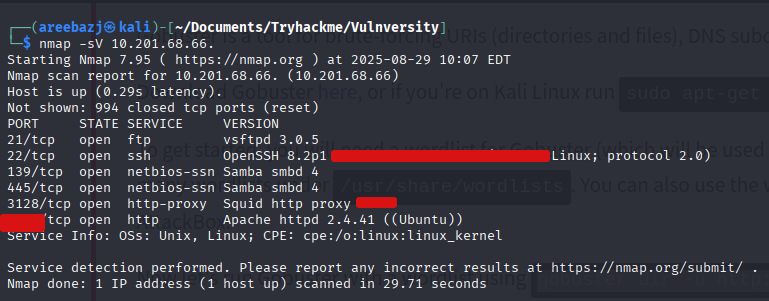 (areebazj㉿kali)-[~/Documents/Tryhackme/Vulnversity]
$ nmap -sV 10.201.68.66.
Starting Nmap 7.95 ( https://nmap.org ) at 2025-08-29 10:07 EDT
Nmap scan report for 10.201.68.66. (10.201.68.66)
Host is up (0.29s latency).
Not shown: 994 closed tcp ports (reset)
PORT STATE SERVICE VERSION
21/tcp open ftp vsftpd 3.0.5
22/tcp open ssh OpenSSH 8.2p1 Linux; protocol 2.0)
139/tcp open netbios-ssn Samba smbd 4
445/tcp open netbios-ssn Samba smbd 4
3128/tcp open http-proxy Squid http proxy
/tcp open http Apache httpd 2.4.41 ((Ubuntu))
Service Info: OSs: Unix, Linux; CPE: cpe:/o:linux:linux_kernel
Service detection performed. Please report any incorrect results at https://nmap.org/submit/ .
Nmap done: 1 IP address (1 host up) scanned in 29.71 seconds